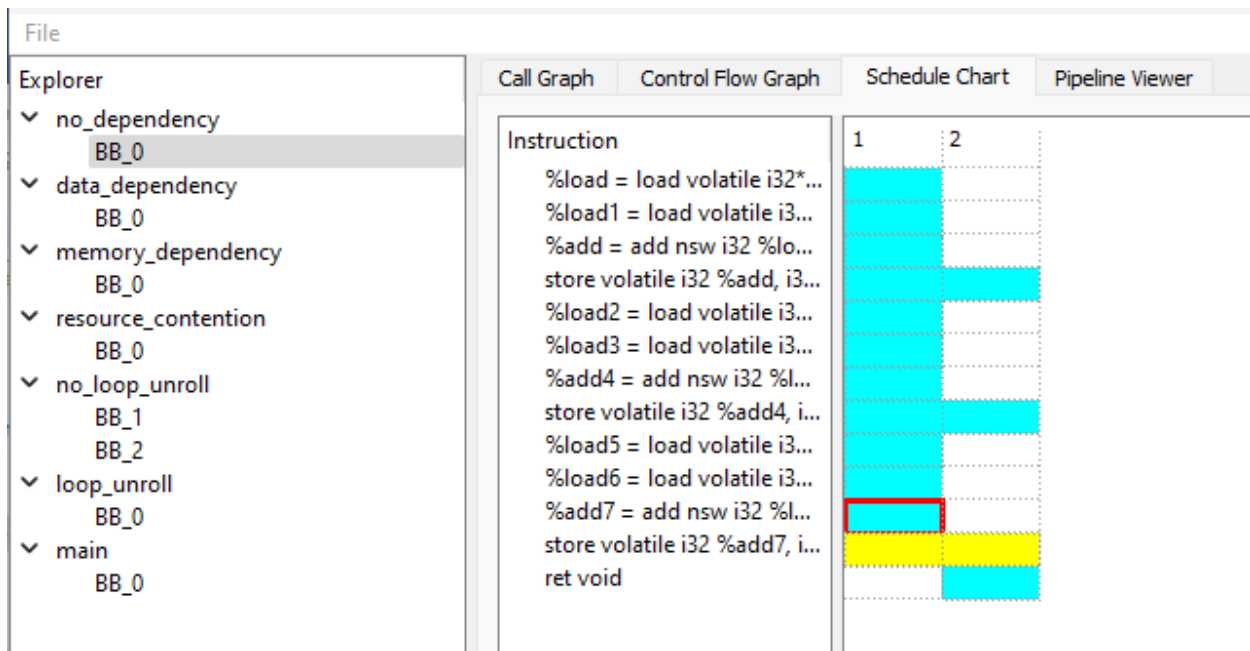 File
Explorer
no_dependency
BB_0
data_dependency
BB_0
memory_dependency
BB_0
resource_contention
BB_0
no_loop_unroll
BB_1
BB_2
loop_unroll
BB_0
main
BB_0
Call Graph
Control Flow Graph
Schedule Chart
Pipeline Viewer
Instruction
1 2
%load = load volatile i32*...
%load1 = load volatile i3...
%add = add nsw i32 %lo...
store volatile i32 %add, i3...
%load2 = load volatile i3...
%load3 = load volatile i3...
%add4 = add nsw i32 %l...
store volatile i32 %add4, i...
%load5 = load volatile i3...
%load6 = load volatile i3...
%add7 = add nsw i32 %l...
store volatile i32 %add7, i...
ret void